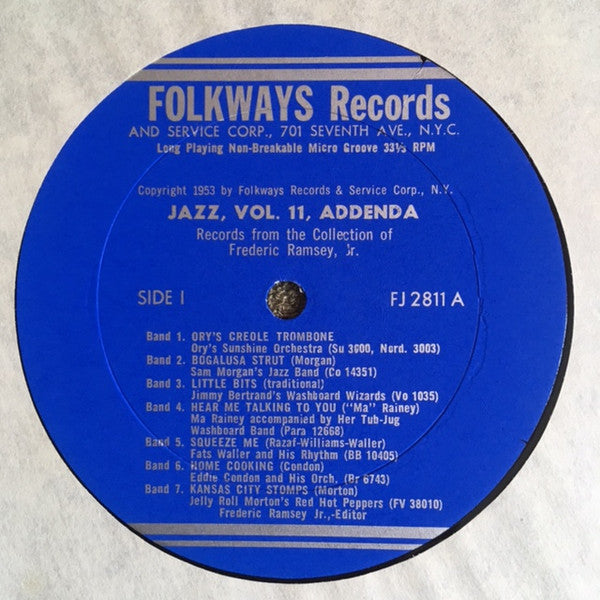 FOLKWAYS Records
AND SERVICE CORP., 701 SEVENTH AVE., N.Y.C.
Long Playing Non-Breakable Micro Groove 33⅓ RPM
Copyright 1953 by Folkways Records & Service Corp., N.Y.
JAZZ, VOL. 11, ADDENDA
Records from the Collection of
Frederic Ramsey, Jr.
SIDE I FJ 2811 A
Band 1. ORY'S CREOLE TROMBONE
Ory's Sunshine Orchestra (Su 3000, Nord. 3003)
Band 2. BOGALUSA STRUT (Morgan)
Sam Morgan's Jazz Band (Co 14351)
Band 3. LITTLE BITS (traditional)
Jimmy Bertrand's Washboard Wizards (Vo 1035)
Band 4. HEAR ME TALKING TO YOU ("Ma" Rainey)
Ma Rainey accompanied by Her Tub-Jug
Washboard Band (Para 12668)
Band 5. SQUEEZE ME (Razaf-Williams-Waller)
Fats Waller and His Rhythm (BB 10405)
Band 6. HOME COOKING (Condon)
Eddie Condon and His Orch. (Br 6743)
Band 7. KANSAS CITY STOMPS (Morton)
Jelly Roll Morton's Red Hot Peppers (FV 38010)
Frederic Ramsey Jr.,-Editor